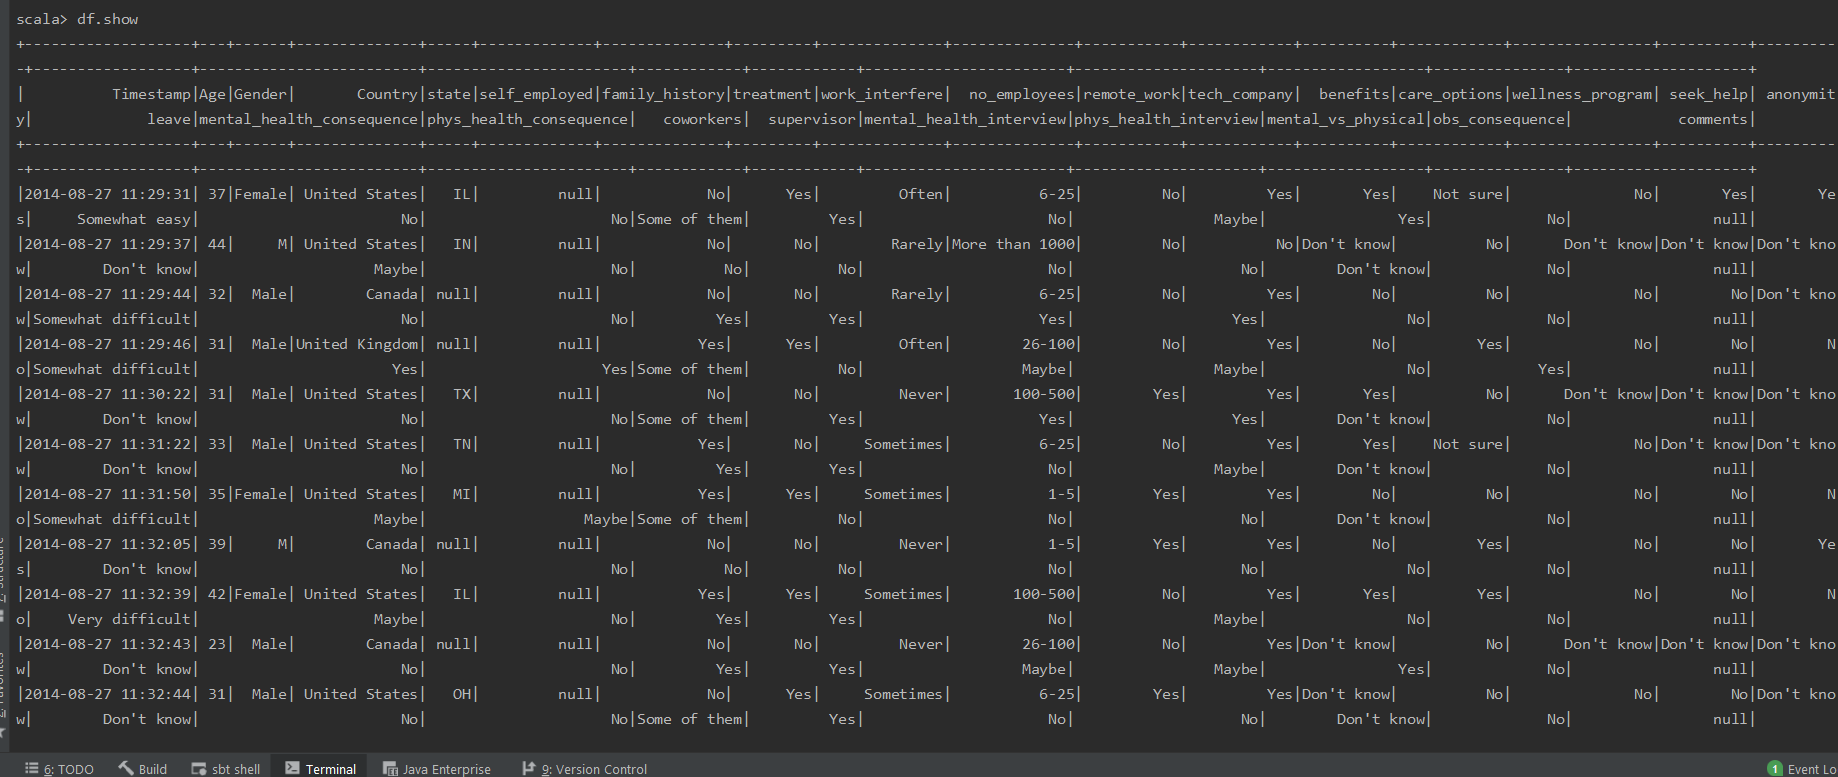 scala> df.show
+-------------------+---+------+--------------+-----+-------------+--------------+---------+--------------+--------------+-----------+------------+----------+------------+----------------+----------+---------
-+------------------+-------------------------+-----------------------+------------+------------+-----------------------+---------------------+------------------+---------------+--------------------+
|          Timestamp|Age|Gender|       Country|state|self_employed|family_history|treatment|work_interfere|  no_employees|remote_work|tech_company|  benefits|care_options|wellness_program| seek_help| anonymit
y|             leave|mental_health_consequence|phys_health_consequence|   coworkers|  supervisor|mental_health_interview|phys_health_interview|mental_vs_physical|obs_consequence|            comments|
+-------------------+---+------+--------------+-----+-------------+--------------+---------+--------------+--------------+-----------+------------+----------+------------+----------------+----------+---------
-+------------------+-------------------------+-----------------------+------------+------------+-----------------------+---------------------+------------------+---------------+--------------------+
|2014-08-27 11:29:31| 37|Female| United States|   IL|         null|            No|      Yes|         Often|          6-25|         No|         Yes|       Yes|    Not sure|              No|       Yes|       Ye
s|     Somewhat easy|                       No|                     No|Some of them|         Yes|                     No|                Maybe|               Yes|             No|                null|
|2014-08-27 11:29:37| 44|     M| United States|   IN|         null|            No|       No|        Rarely|More than 1000|         No|          No|Don't know|          No|      Don't know|Don't know|Don't kno
w|        Don't know|                    Maybe|                     No|          No|          No|                     No|                   No|        Don't know|             No|                null|
|2014-08-27 11:29:44| 32|  Male|        Canada| null|         null|            No|       No|        Rarely|          6-25|         No|         Yes|        No|          No|              No|        No|Don't kno
w|Somewhat difficult|                       No|                     No|         Yes|         Yes|                    Yes|                  Yes|                No|             No|                null|
|2014-08-27 11:29:46| 31|  Male|United Kingdom| null|         null|           Yes|      Yes|         Often|        26-100|         No|         Yes|        No|         Yes|              No|        No|        N
o|Somewhat difficult|                      Yes|                    Yes|Some of them|          No|                  Maybe|                Maybe|                No|            Yes|                null|
|2014-08-27 11:30:22| 31|  Male| United States|   TX|         null|            No|       No|         Never|       100-500|        Yes|         Yes|       Yes|          No|      Don't know|Don't know|Don't kno
w|        Don't know|                       No|                     No|Some of them|         Yes|                    Yes|                  Yes|        Don't know|             No|                null|
|2014-08-27 11:31:22| 33|  Male| United States|   TN|         null|           Yes|       No|     Sometimes|          6-25|         No|         Yes|       Yes|    Not sure|              No|Don't know|Don't kno
w|        Don't know|                       No|                     No|         Yes|         Yes|                     No|                Maybe|        Don't know|             No|                null|
|2014-08-27 11:31:50| 35|Female| United States|   MI|         null|           Yes|      Yes|     Sometimes|           1-5|        Yes|         Yes|        No|          No|              No|        No|        N
o|Somewhat difficult|                    Maybe|                  Maybe|Some of them|          No|                     No|                   No|        Don't know|             No|                null|
|2014-08-27 11:32:05| 39|     M|        Canada| null|         null|            No|       No|         Never|           1-5|        Yes|         Yes|        No|         Yes|              No|        No|       Ye
s|        Don't know|                       No|                     No|          No|          No|                     No|                   No|                No|             No|                null|
|2014-08-27 11:32:39| 42|Female| United States|   IL|         null|           Yes|      Yes|     Sometimes|       100-500|         No|         Yes|       Yes|         Yes|              No|        No|        N
o|    Very difficult|                    Maybe|                     No|         Yes|         Yes|                     No|                Maybe|                No|             No|                null|
|2014-08-27 11:32:43| 23|  Male|        Canada| null|         null|            No|       No|         Never|        26-100|         No|         Yes|Don't know|          No|      Don't know|Don't know|Don't kno
w|        Don't know|                       No|                     No|         Yes|         Yes|                  Maybe|                Maybe|               Yes|             No|                null|
|2014-08-27 11:32:44| 31|  Male| United States|   OH|         null|            No|      Yes|     Sometimes|          6-25|        Yes|         Yes|Don't know|          No|              No|        No|Don't kno
w|        Don't know|                       No|                     No|Some of them|         Yes|                     No|                   No|        Don't know|             No|                null|
6: TODO Build sbt shell Terminal Java Enterprise 9: Version Control 1 Event Lo